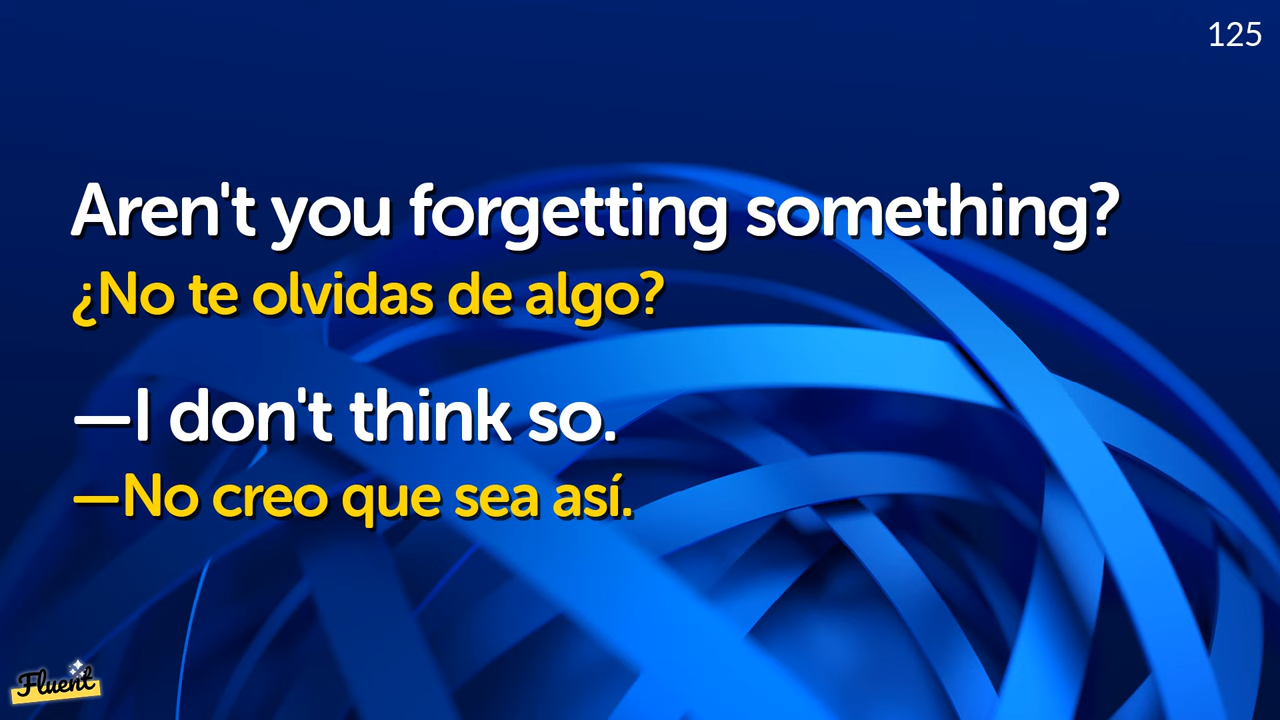 125
Aren't you forgetting something?
¿No te olvidas de algo?
—I don't think so.
—No creo que sea así.
Fluent